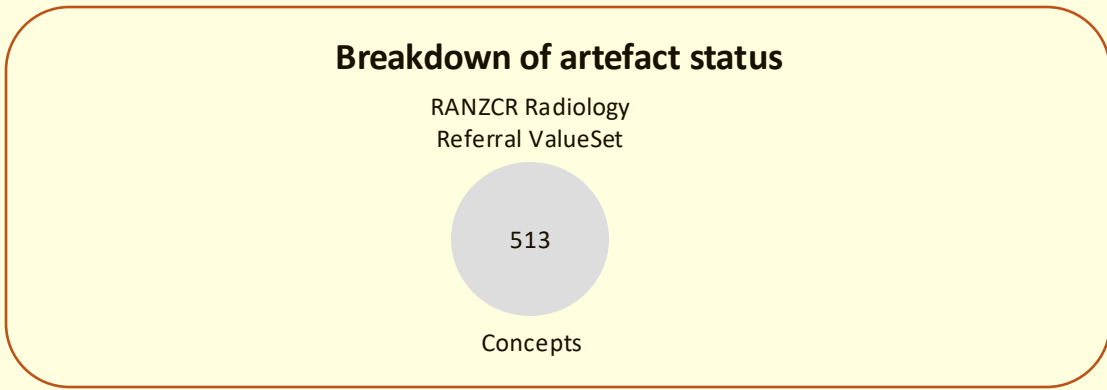 Breakdown of artefact status
RANZCR Radiology
Referral ValueSet
513
Concepts